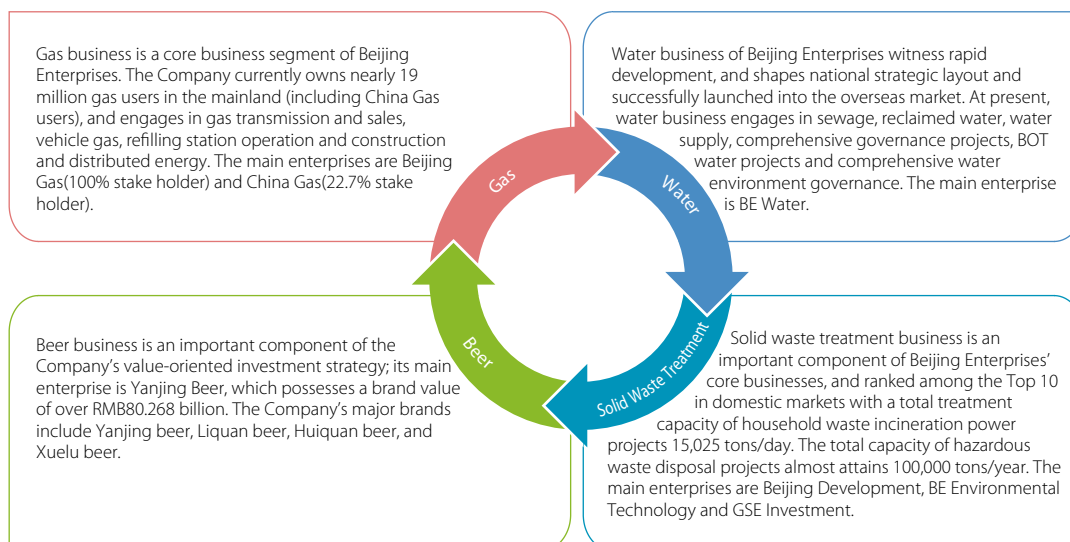 Gas business is a core business segment of Beijing
Enterprises. The Company currently owns nearly 19
million gas users in the mainland (including China Gas
users), and engages in gas transmission and sales,
vehicle gas, refilling station operation and construction
and distributed energy. The main enterprises are Beijing
Gas(100% stake holder) and China Gas(22.7% stake
holder).
Water business of Beijing Enterprises witness rapid
development, and shapes national strategic layout and
successfully launched into the overseas market. At present,
water business engages in sewage, reclaimed water, water
supply, comprehensive governance projects, BOT
water projects and comprehensive water
environment governance. The main enterprise
is BE Water.
Gas
Water
Beer
Solid Waste Treatment
Beer business is an important component of the
Company's value-oriented investment strategy; its main
enterprise is Yanjing Beer, which possesses a brand value
of over RMB80.268 billion. The Company's major brands
include Yanjing beer, Liquan beer, Huiquan beer, and
Xuelu beer.
Solid waste treatment business is an
important component of Beijing Enterprises'
core businesses, and ranked among the Top 10
in domestic markets with a total treatment
capacity of household waste incineration power
projects 15,025 tons/day. The total capacity of hazardous
waste disposal projects almost attains 100,000 tons/year. The
main enterprises are Beijing Development, BE Environmental
Technology and GSE Investment.